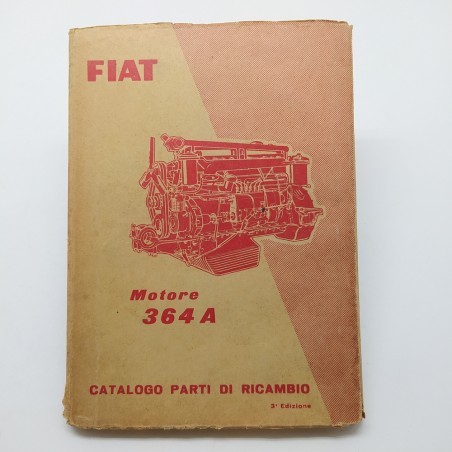 FIAT
Motore
364 A
CATALOGO PARTI DI RICAMBIO
3ª Edizione